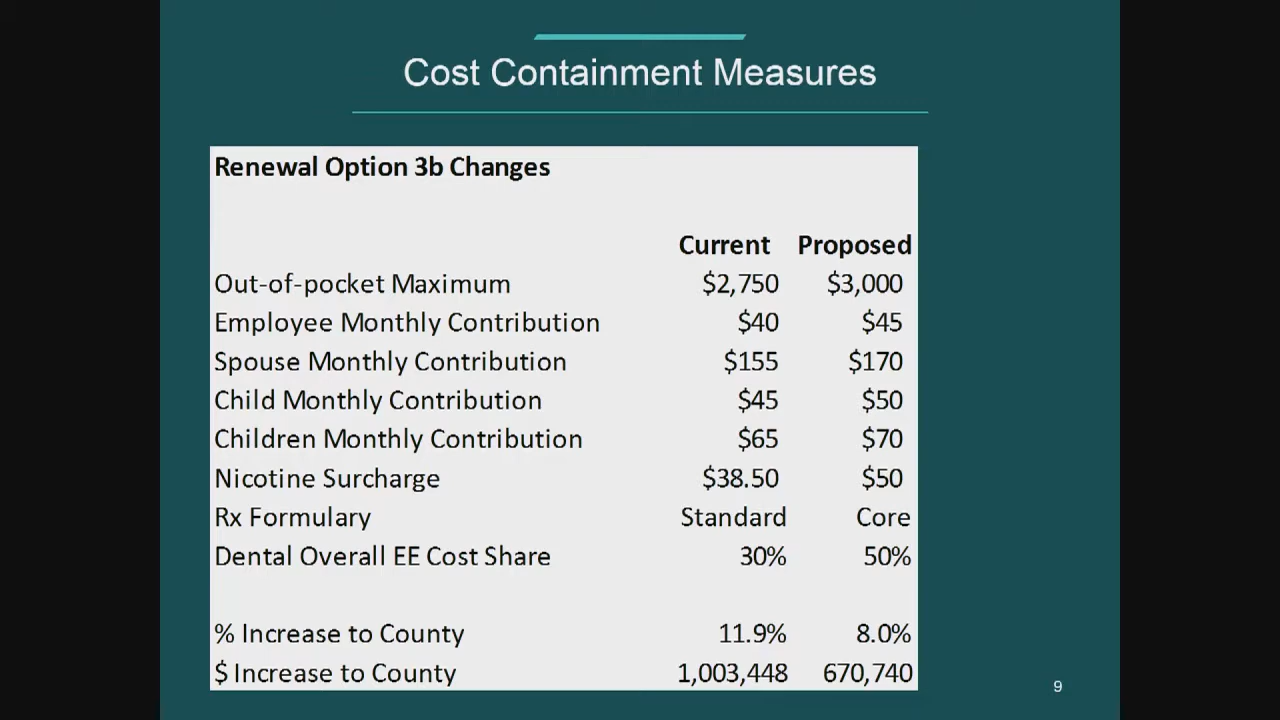 Cost Containment Measures
Renewal Option 3b Changes
Current Proposed
Out-of-pocket Maximum $2,750 $3,000
Employee Monthly Contribution $40 $45
Spouse Monthly Contribution $155 $170
Child Monthly Contribution $45 $50
Children Monthly Contribution $65 $70
Nicotine Surcharge $38.50 $50
Rx Formulary Standard Core
Dental Overall EE Cost Share 30% 50%
% Increase to County 11.9% 8.0%
$ Increase to County 1,003,448 670,740
9